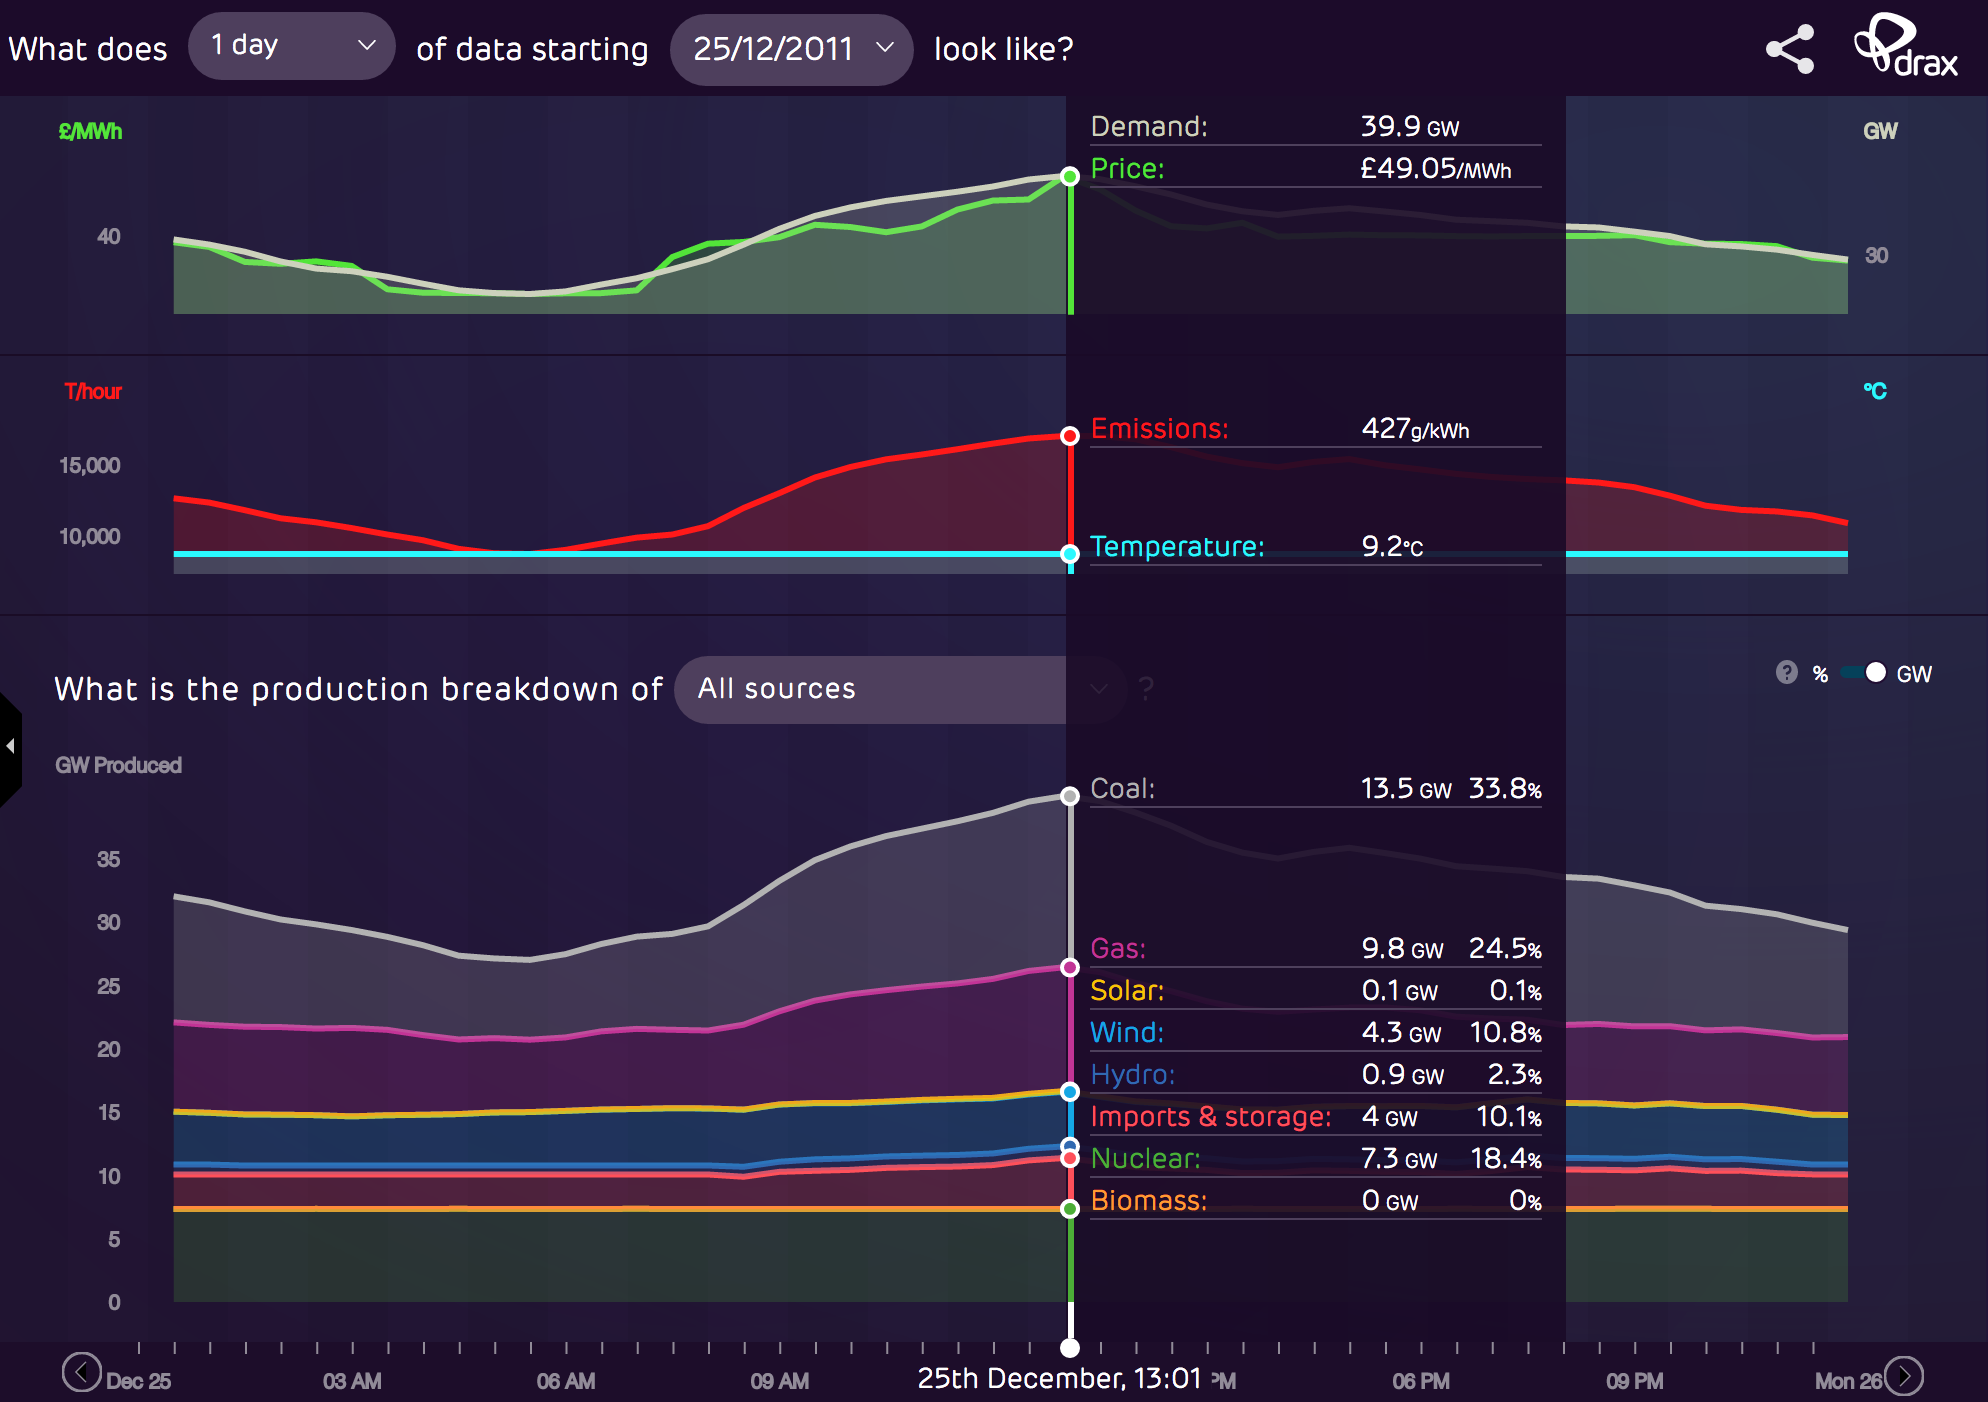 What does 1 day of data starting 25/12/2011 look like?
drax
£/MWh
GW
Demand: 39.9 GW
Price: £49.05/MWh
40
30
T/hour
°C
Emissions: 427g/kWh
15,000
10,000
Temperature: 9.2°C
What is the production breakdown of All sources ?
? % GW
GW Produced
Coal: 13.5 GW 33.8%
35
30
Gas: 9.8 GW 24.5%
25
Solar: 0.1 GW 0.1%
20
Wind: 4.3 GW 10.8%
Hydro: 0.9 GW 2.3%
15
Imports & storage: 4 GW 10.1%
Nuclear: 7.3 GW 18.4%
10
Biomass: 0 GW 0%
5
0
Dec 25 03 AM 06 AM 09 AM 25th December, 13:01 PM 06 PM 09 PM Mon 26